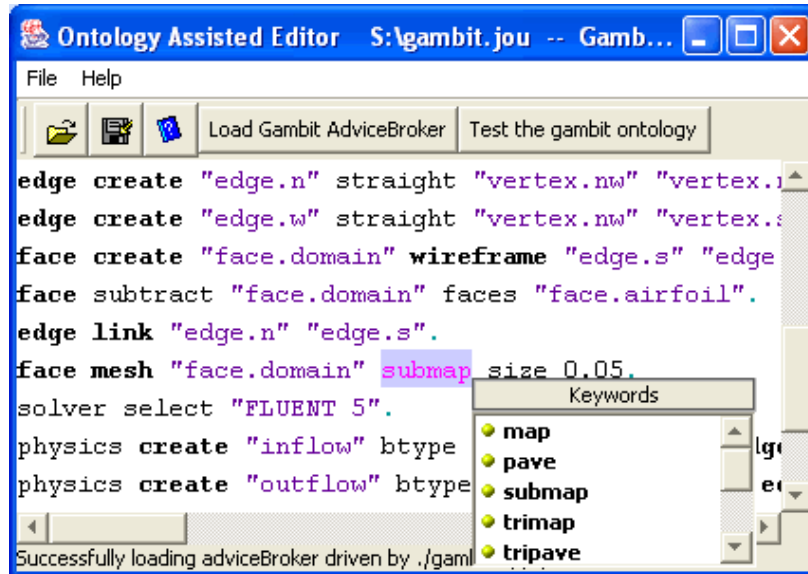 Ontology Assisted Editor S:\gambit.jou -- Gamb...
File Help
Load Gambit AdviceBroker Test the gambit ontology
edge create "edge.n" straight "vertex.nw" "vertex.
edge create "edge.w" straight "vertex.nw" "vertex.
face create "face.domain" wireframe "edge.s" "edge
face subtract "face.domain" faces "face.airfoil".
edge link "edge.n" "edge.s".
face mesh "face.domain" submap size 0.05.
Keywords
solver select "FLUENT 5".
map
physics create "inflow" btype
pave
submap
physics create "outflow" btype
trimap
tripave
Successfully loading adviceBroker driven by ./gam